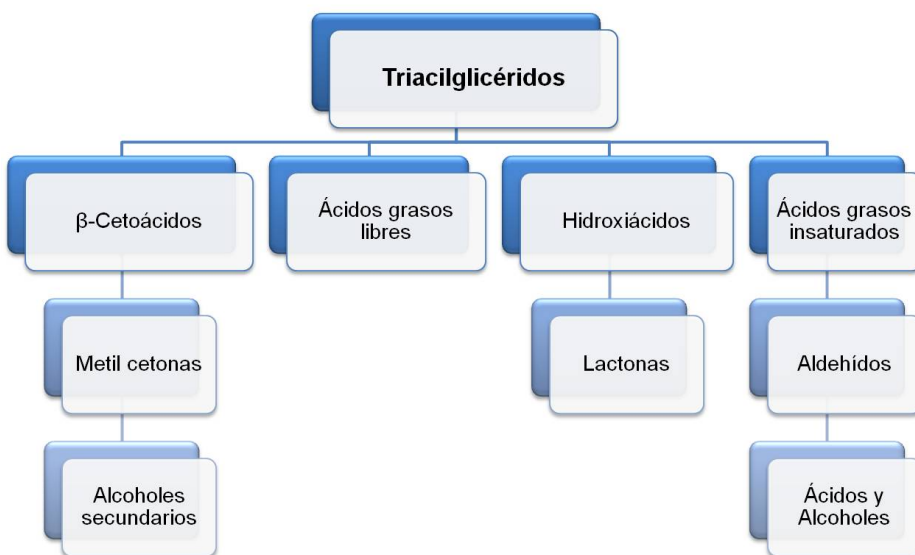 Triacilglicéridos
β-Cetoácidos
Ácidos grasos
libres
Hidroxiácidos
Ácidos grasos
insaturados
Metil cetonas
Lactonas
Aldehídos
Alcoholes
secundarios
Ácidos y
Alcoholes